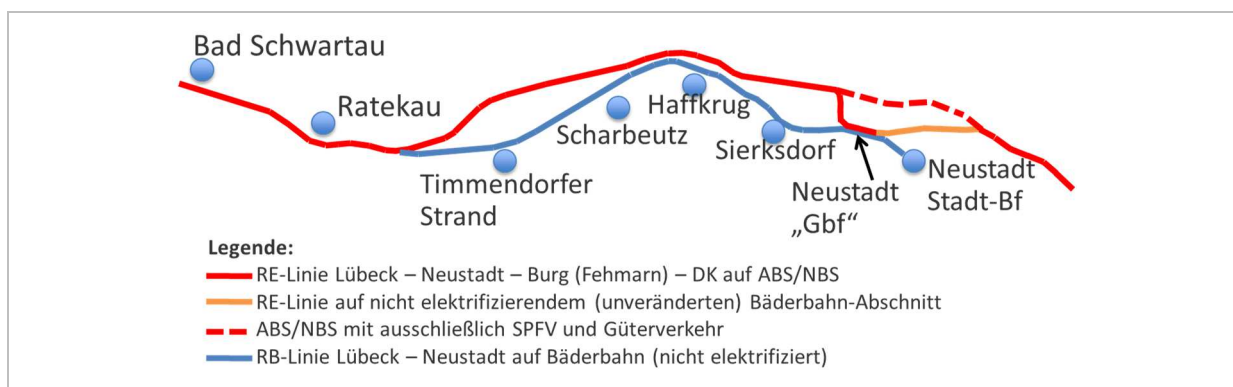 Bad Schwartau
Ratekau
Haffkrug
Scharbeutz
Sierksdorf
Timmendorfer
Strand
Neustadt
Stadt-Bf
Neustadt
„Gbf“
Legende:
RE-Linie Lübeck – Neustadt – Burg (Fehmarn) – DK auf ABS/NBS
RE-Linie auf nicht elektrifizierendem (unveränderten) Bäderbahn-Abschnitt
ABS/NBS mit ausschließlich SPFV und Güterverkehr
RB-Linie Lübeck – Neustadt auf Bäderbahn (nicht elektrifiziert)